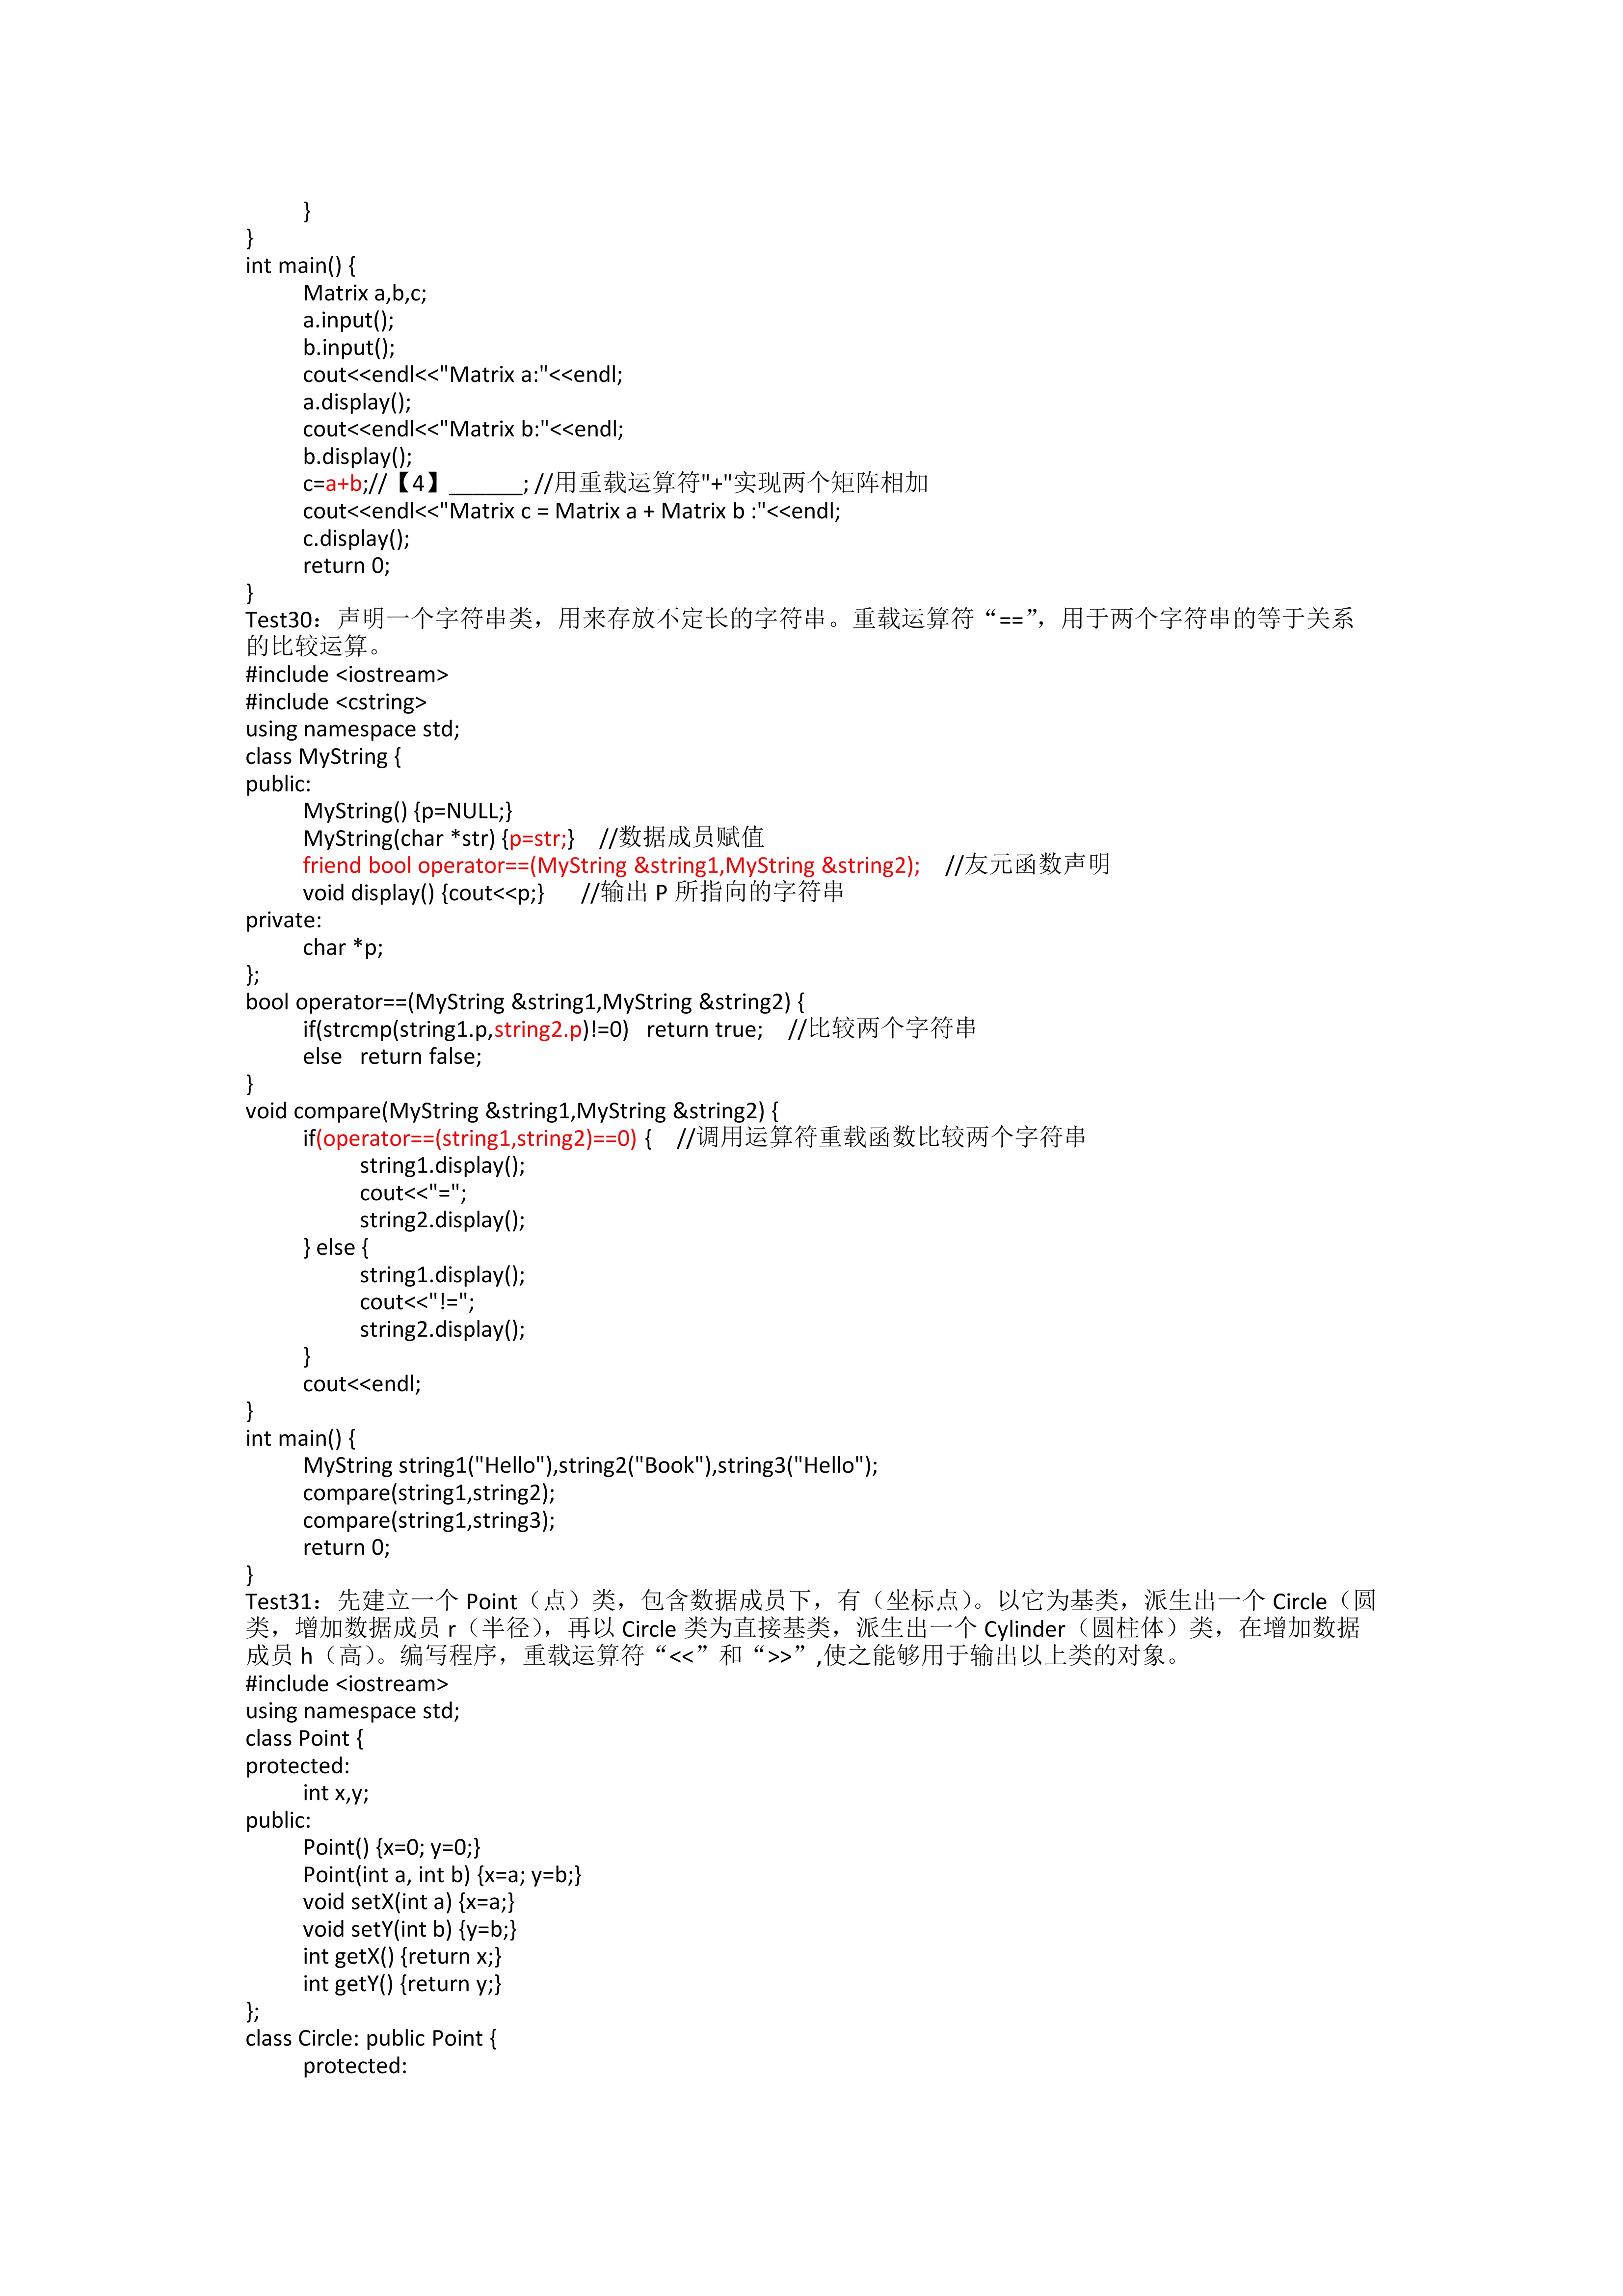 }
}
int main() {
Matrix a,b,c;
a.input();
b.input();
cout<<endl<<"Matrix a:"<<endl;
a.display();
cout<<endl<<"Matrix b:"<<endl;
b.display();
c=a+b;//【4】______; //用重载运算符"+"实现两个矩阵相加
cout<<endl<<"Matrix c = Matrix a + Matrix b :"<<endl;
c.display();
return 0;
}
Test30：声明一个字符串类，用来存放不定长的字符串。重载运算符“==”，用于两个字符串的等于关系
的比较运算。
#include <iostream>
#include <cstring>
using namespace std;
class MyString {
public:
MyString() {p=NULL;}
MyString(char *str) {p=str;} //数据成员赋值
friend bool operator==(MyString &string1,MyString &string2); //友元函数声明
void display() {cout<<p;} //输出 P 所指向的字符串
private:
char *p;
};
bool operator==(MyString &string1,MyString &string2) {
if(strcmp(string1.p,string2.p)!=0) return true; //比较两个字符串
else return false;
}
void compare(MyString &string1,MyString &string2) {
if(operator==(string1,string2)==0) { //调用运算符重载函数比较两个字符串
string1.display();
cout<<"=";
string2.display();
} else {
string1.display();
cout<<"!=";
string2.display();
}
cout<<endl;
}
int main() {
MyString string1("Hello"),string2("Book"),string3("Hello");
compare(string1,string2);
compare(string1,string3);
return 0;
}
Test31：先建立一个 Point（点）类，包含数据成员下，有（坐标点）。以它为基类，派生出一个 Circle（圆
类，增加数据成员 r（半径），再以 Circle 类为直接基类，派生出一个 Cylinder（圆柱体）类，在增加数据
成员 h（高）。编写程序，重载运算符“<<”和“>>”,使之能够用于输出以上类的对象。
#include <iostream>
using namespace std;
class Point {
protected:
int x,y;
public:
Point() {x=0; y=0;}
Point(int a, int b) {x=a; y=b;}
void setX(int a) {x=a;}
void setY(int b) {y=b;}
int getX() {return x;}
int getY() {return y;}
};
class Circle: public Point {
protected: